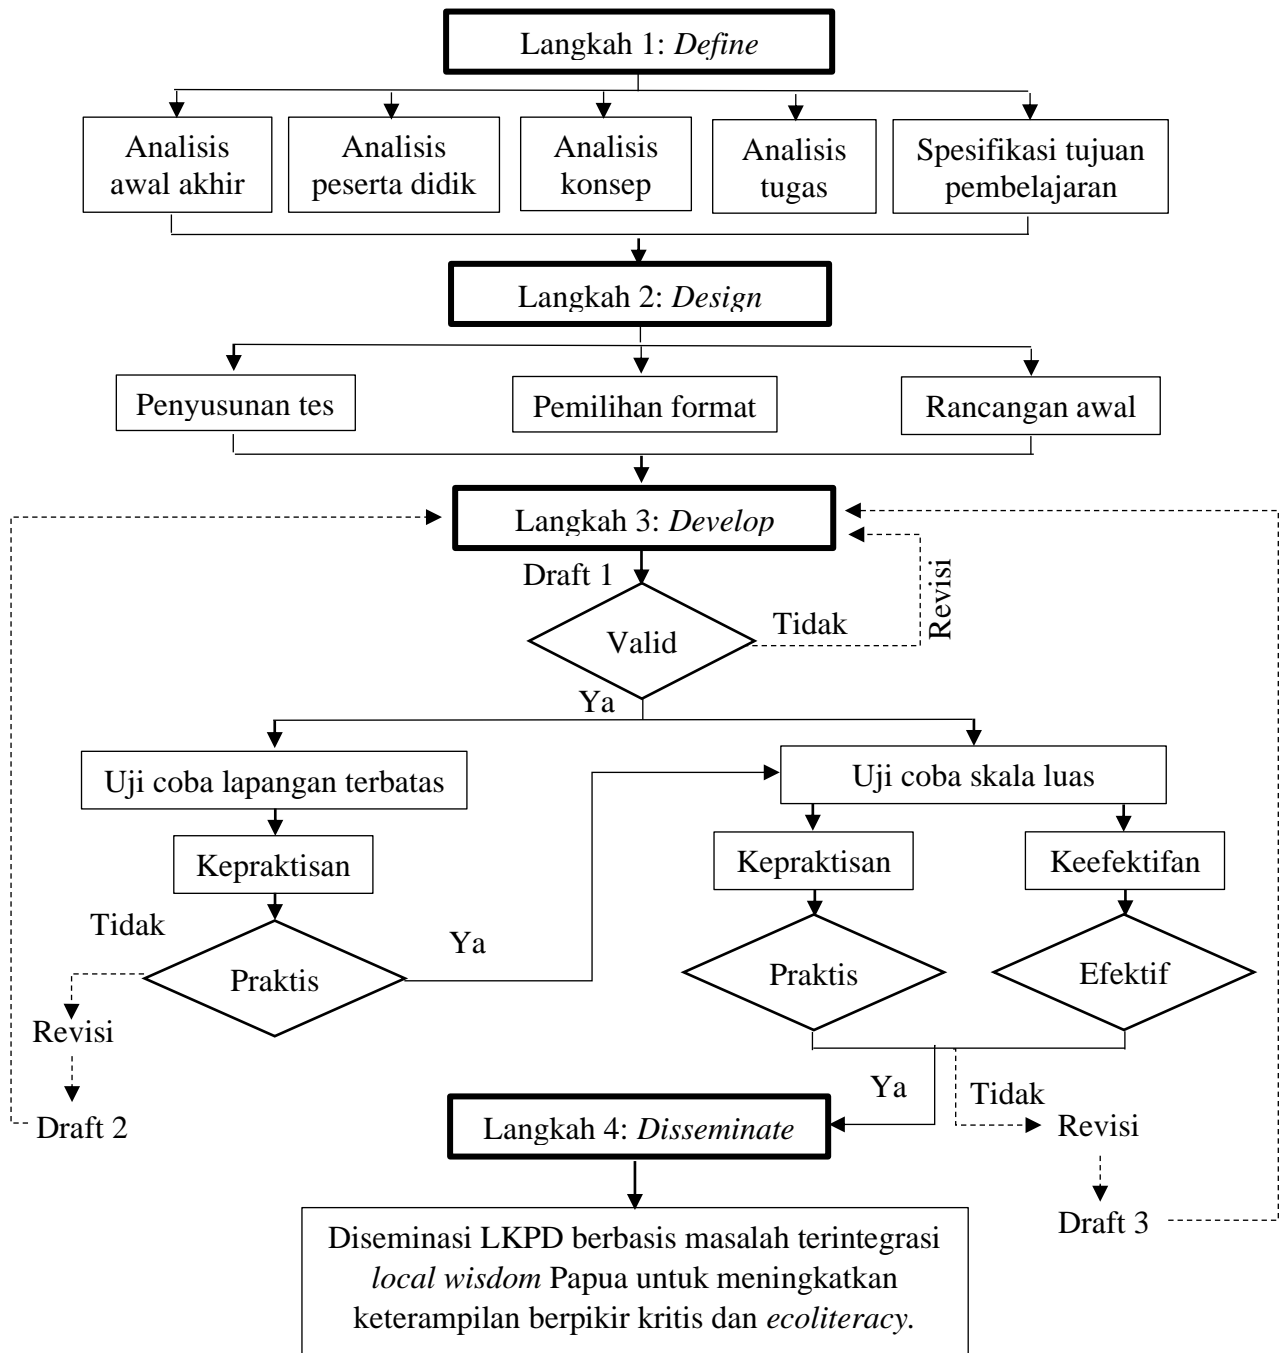 Langkah 1: Define
Analisis
awal akhir
Analisis
peserta didik
Analisis
konsep
Analisis
tugas
Spesifikasi tujuan
pembelajaran
Langkah 2: Design
Penyusunan tes
Pemilihan format
Rancangan awal
Langkah 3: Develop
Draft 1
Valid
Tidak
Revisi
Ya
Uji coba lapangan terbatas
Uji coba skala luas
Kepraktisan
Kepraktisan
Keefektifan
Tidak
Ya
Praktis
Praktis
Efektif
Revisi
Draft 2
Ya
Tidak
Langkah 4: Disseminate
Revisi
Draft 3
Diseminasi LKPD berbasis masalah terintegrasi
local wisdom Papua untuk meningkatkan
keterampilan berpikir kritis dan ecoliteracy.